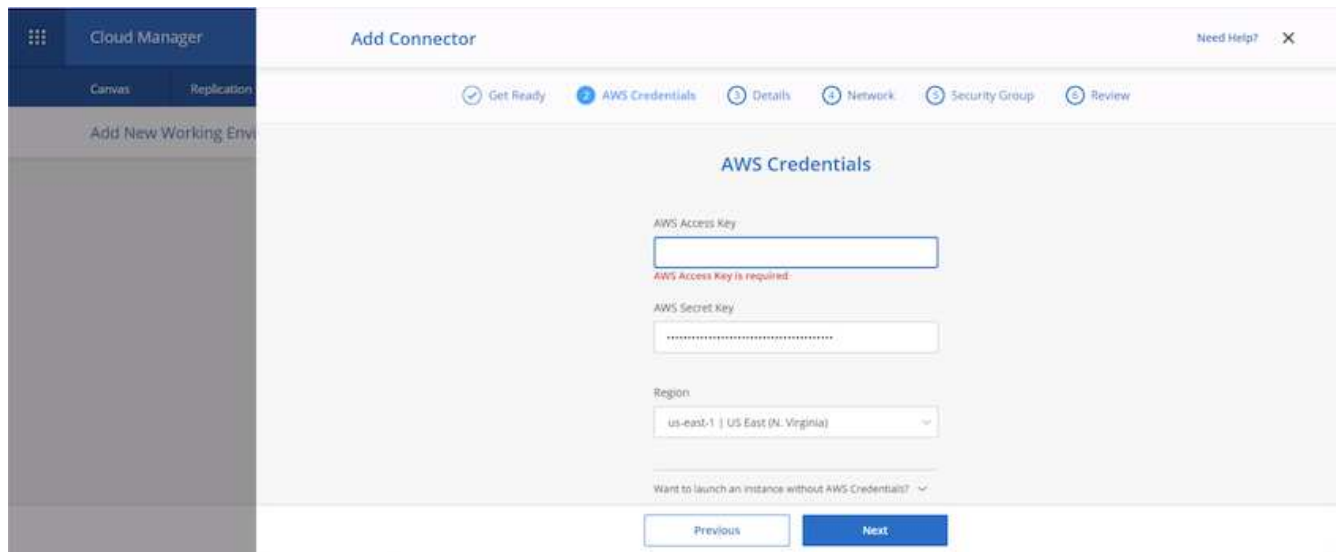 Cloud Manager
Add Connector
Need Help?
Canvas
Replication
Get Ready
2 AWS Credentials
3 Details
4 Network
5 Security Group
6 Review
Add New Working Envi
AWS Credentials
AWS Access Key
AWS Access Key is required
AWS Secret Key
Region
us-east-1 | US East (N. Virginia)
Want to launch an instance without AWS Credentials?
Previous
Next